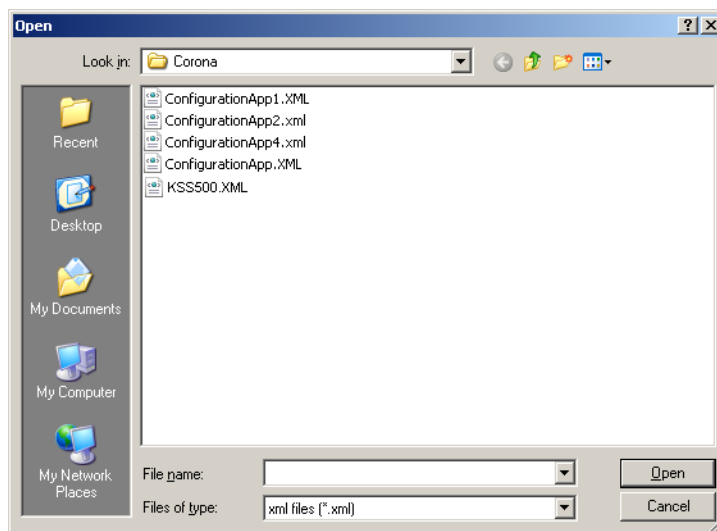 Open
Look in: Corona
Recent
Desktop
My Documents
My Computer
My Network
Places
ConfigurationApp1.XML
ConfigurationApp2.xml
ConfigurationApp4.xml
ConfigurationApp.XML
KSS500.XML
File name:
Open
Files of type: xml files (*.xml)
Cancel